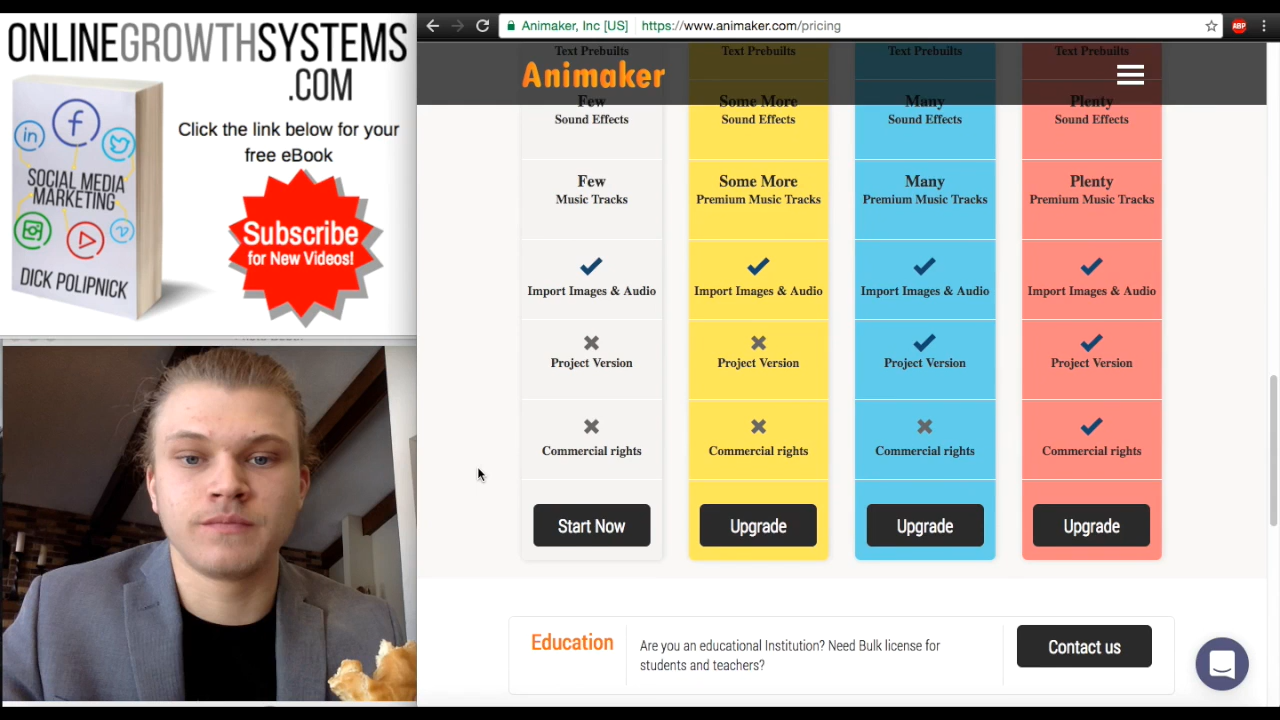 ONLINEGROWTHSYSTEMS
.COM
Click the link below for your
free eBook
SOCIAL MEDIA
MARKETING
DICK POLIPNICK
Subscribe
for New Videos!
Animaker, Inc [US] https://www.animaker.com/pricing
ABP
Animaker
Text Prebuilts Text Prebuilts Text Prebuilts Text Prebuilts
Few Some More Many Plenty
Sound Effects Sound Effects Sound Effects Sound Effects
Few Some More Many Plenty
Music Tracks Premium Music Tracks Premium Music Tracks Premium Music Tracks
Import Images & Audio Import Images & Audio Import Images & Audio Import Images & Audio
Project Version Project Version Project Version Project Version
Commercial rights Commercial rights Commercial rights Commercial rights
Start Now Upgrade Upgrade Upgrade
Education
Are you an educational Institution? Need Bulk license for
students and teachers?
Contact us